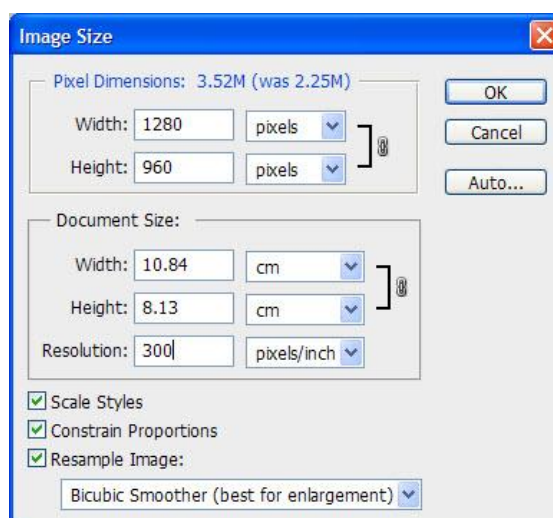 Image Size
Pixel Dimensions: 3.52M (was 2.25M)
Width: 1280 pixels
Height: 960 pixels
OK
Cancel
Auto...
Document Size:
Width: 10.84 cm
Height: 8.13 cm
Resolution: 300 pixels/inch
Scale Styles
Constrain Proportions
Resample Image:
Bicubic Smoother (best for enlargement)